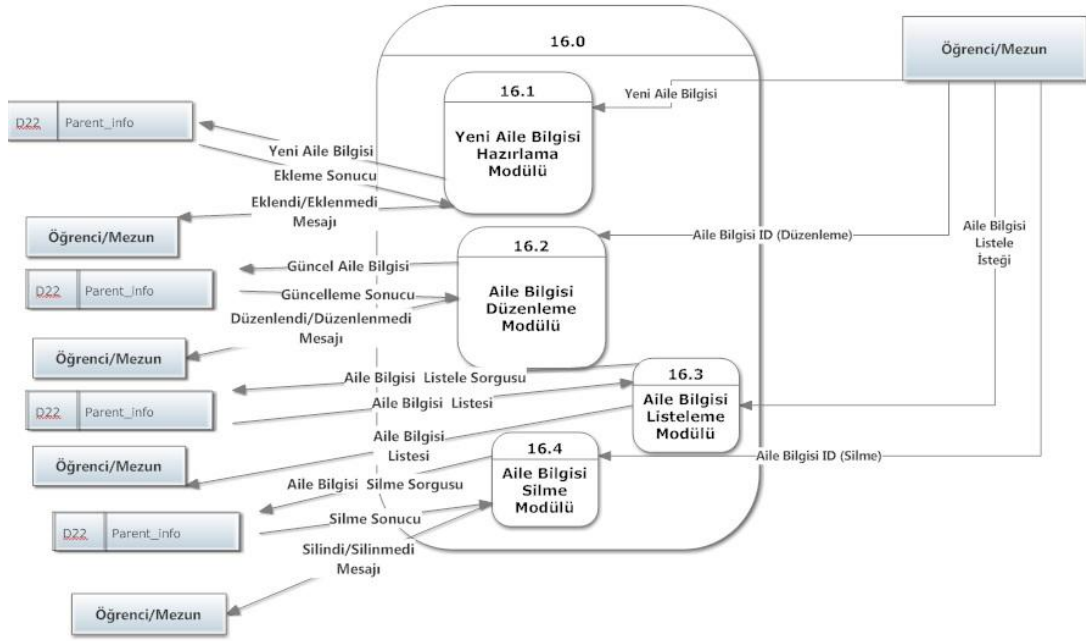 16.0
Öğrenci/Mezun
16.1
Yeni Aile Bilgisi
Hazırlama
Modülü
Yeni Aile Bilgisi
D22 Parent_info
Yeni Aile Bilgisi
Ekleme Sonucu
Eklendi/Eklenmedi
Mesajı
Öğrenci/Mezun
16.2
Aile Bilgisi
Düzenleme
Modülü
Aile Bilgisi ID (Düzenleme)
Aile Bilgisi
Listele
İsteği
Güncel Aile Bilgisi
D22 Parent_info
Güncelleme Sonucu
Düzenlendi/Düzenlenmedi
Mesajı
Öğrenci/Mezun
16.3
Aile Bilgisi
Listeleme
Modülü
Aile Bilgisi Listele Sorgusu
D22 Parent_info
Aile Bilgisi Listesi
Aile Bilgisi
Listesi
Öğrenci/Mezun
16.4
Aile Bilgisi
Silme
Modülü
Aile Bilgisi ID (Silme)
Aile Bilgisi Silme Sorgusu
D22 Parent_info
Silme Sonucu
Silindi/Silinmedi
Mesajı
Öğrenci/Mezun